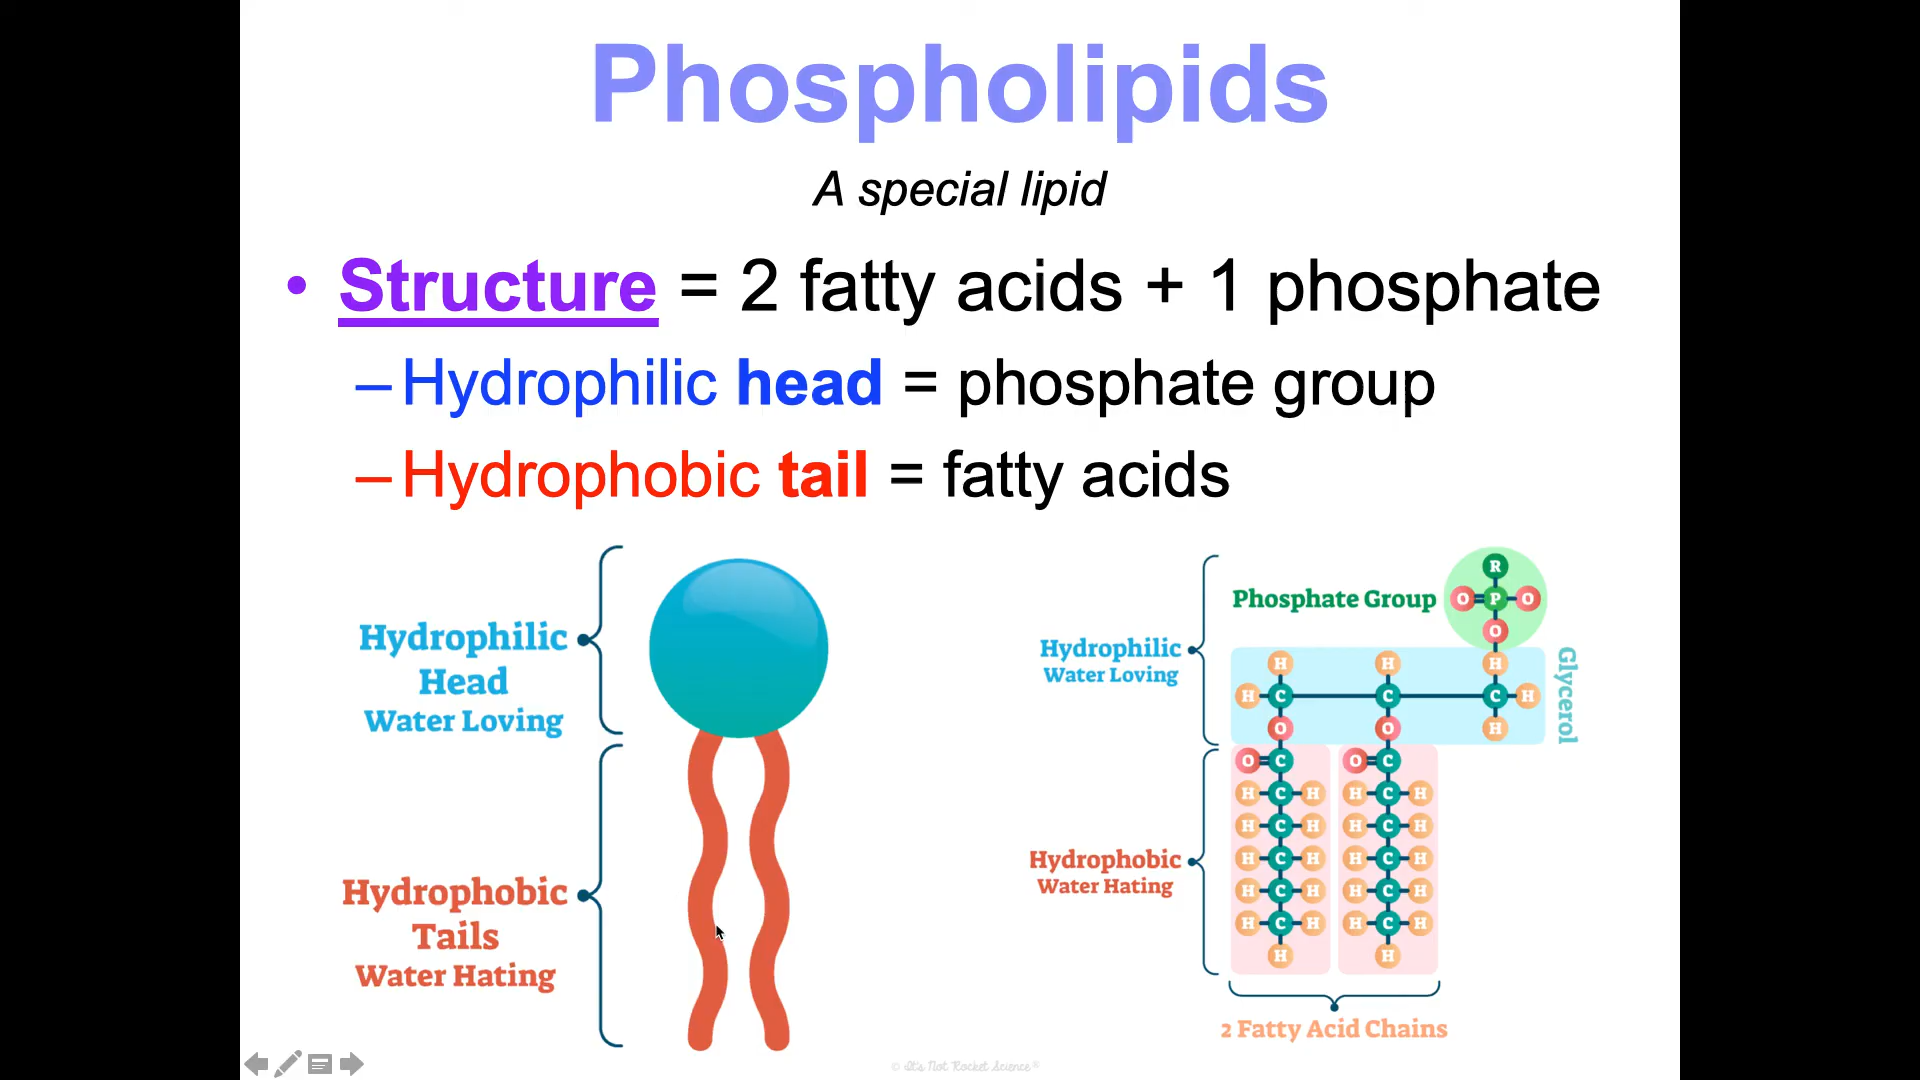 Phospholipids
A special lipid
• Structure = 2 fatty acids + 1 phosphate
– Hydrophilic head = phosphate group
– Hydrophobic tail = fatty acids
Hydrophilic
Head
Water Loving
Hydrophobic
Tails
Water Hating
Phosphate Group
Hydrophilic
Water Loving
Glycerol
Hydrophobic
Water Hating
R
O P O
O
H H H
H C C C H
O O H
O C O C
H C H H C H
H C H H C H
H C H H C H
H C H H C H
H C H H C H
H H
2 Fatty Acid Chains
© It's Not Rocket Science®